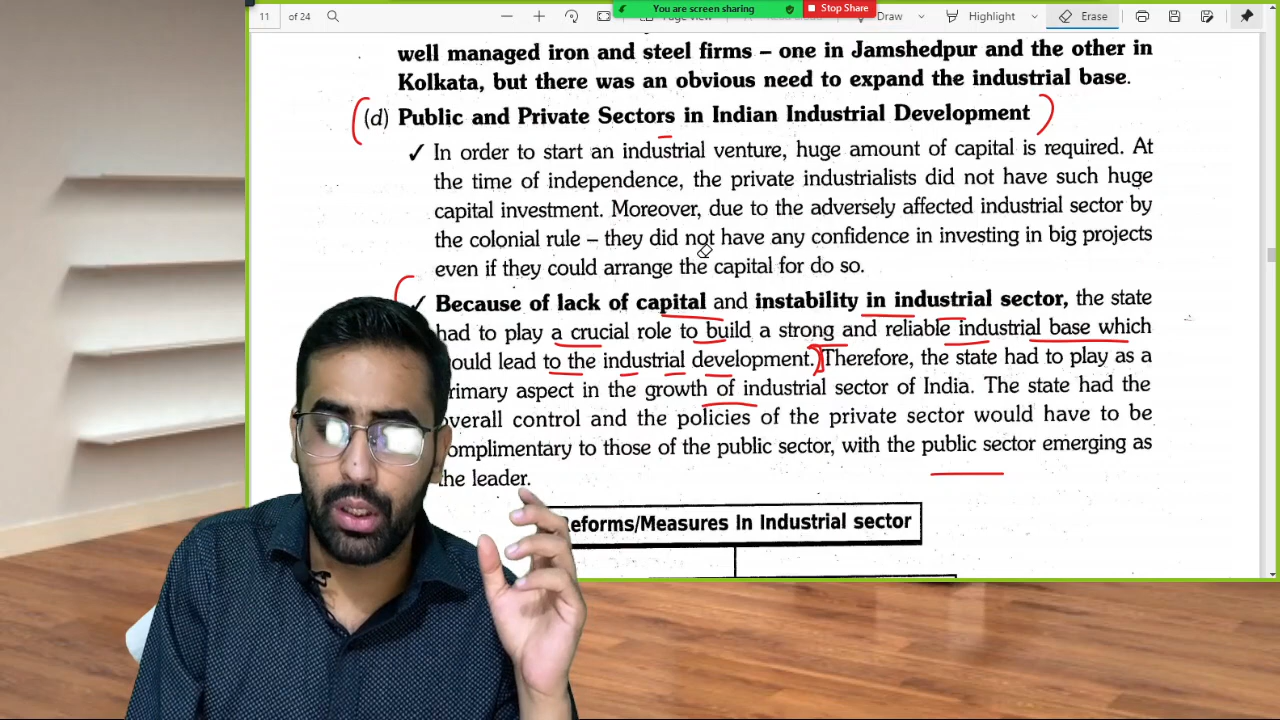 11 of 24
You are screen sharing
Stop Share
Draw
Highlight
Erase
well managed iron and steel firms – one in Jamshedpur and the other in
Kolkata, but there was an obvious need to expand the industrial base.
(d) Public and Private Sectors in Indian Industrial Development
✓ In order to start an industrial venture, huge amount of capital is required. At
the time of independence, the private industrialists did not have such huge
capital investment. Moreover, due to the adversely affected industrial sector by
the colonial rule – they did not have any confidence in investing in big projects
even if they could arrange the capital for do so.
✓ Because of lack of capital and instability in industrial sector, the state
had to play a crucial role to build a strong and reliable industrial base which
ould lead to the industrial development. Therefore, the state had to play as a
rimary aspect in the growth of industrial sector of India. The state had the
verall control and the policies of the private sector would have to be
omplimentary to those of the public sector, with the public sector emerging as
the leader.
eforms/Measures in Industrial sector